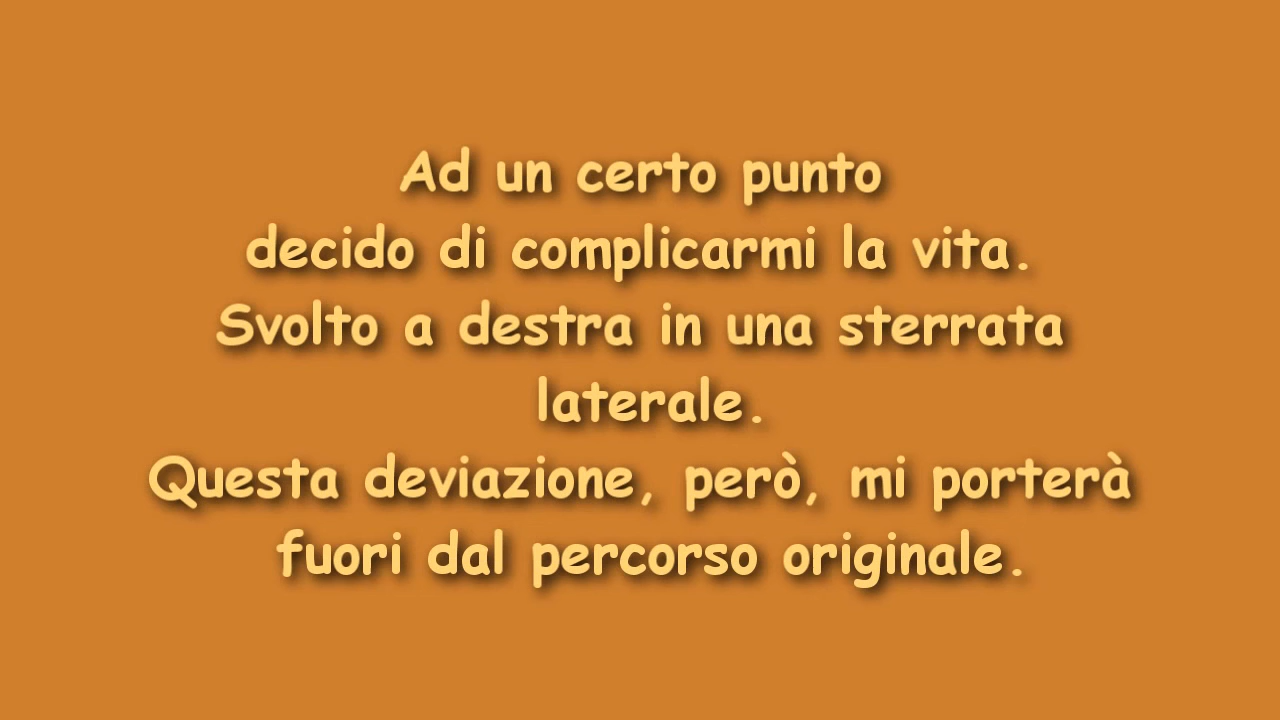 Ad un certo punto
decido di complicarmi la vita.
Svolto a destra in una sterrata
laterale.
Questa deviazione, però, mi porterà
fuori dal percorso originale.